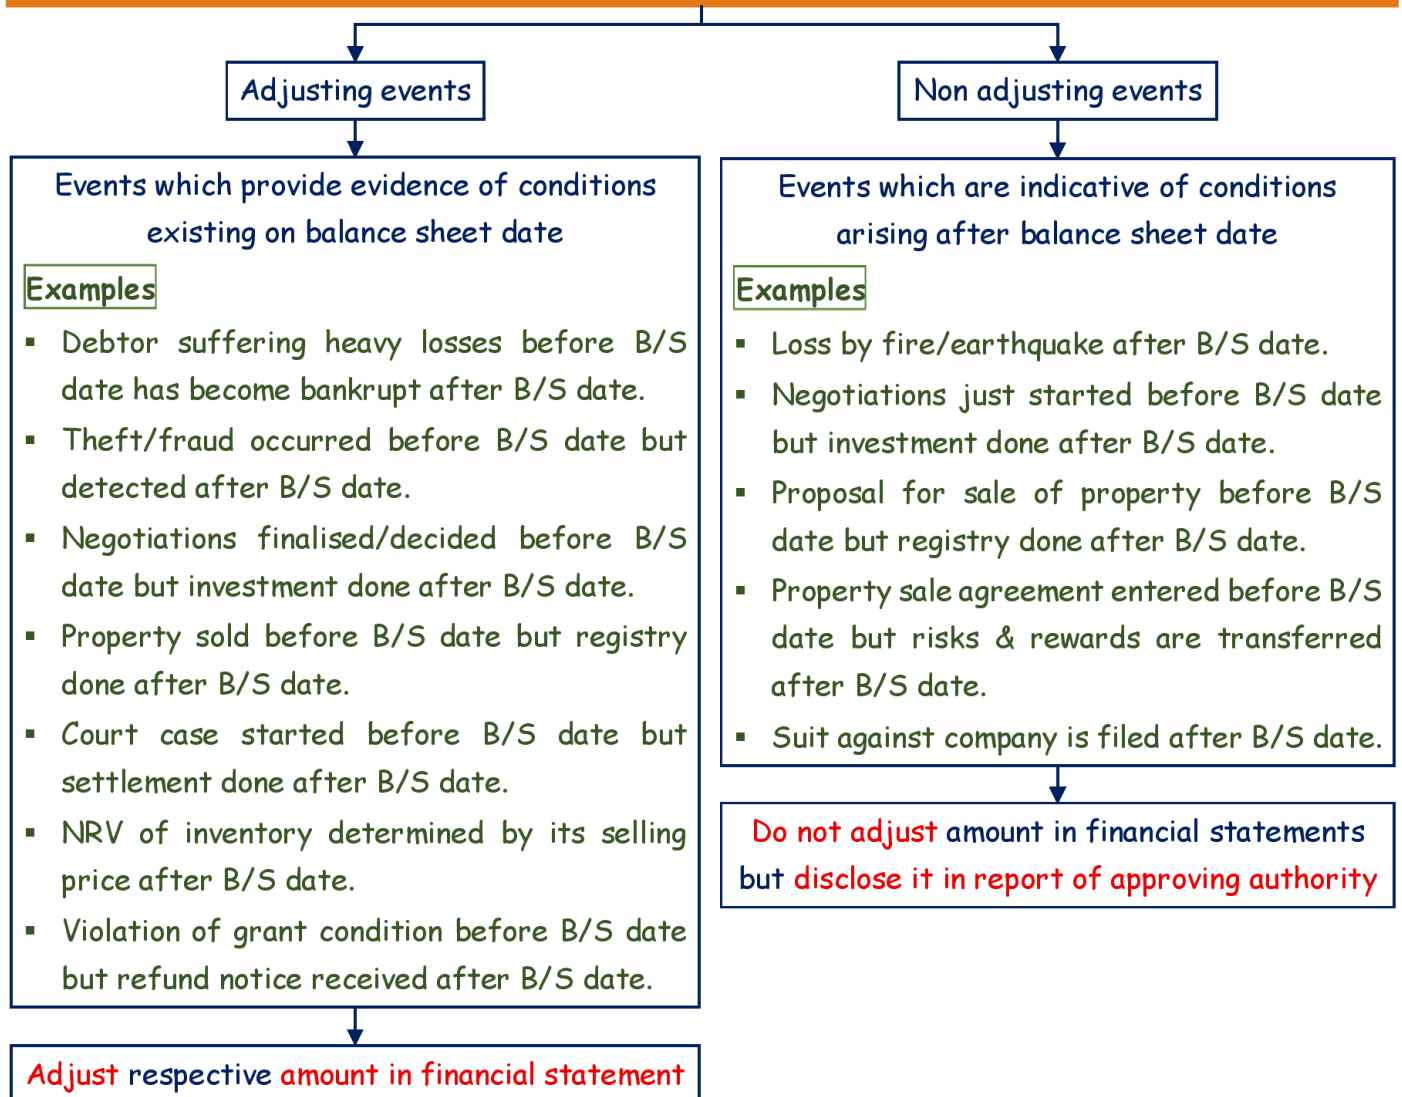 Adjusting events
Events which provide evidence of conditions
existing on balance sheet date
Examples
▪ Debtor suffering heavy losses before B/S
date has become bankrupt after B/S date.
▪ Theft/fraud occurred before B/S date but
detected after B/S date.
▪ Negotiations finalised/decided before B/S
date but investment done after B/S date.
▪ Property sold before B/S date but registry
done after B/S date.
▪ Court case started before B/S date but
settlement done after B/S date.
▪ NRV of inventory determined by its selling
price after B/S date.
▪ Violation of grant condition before B/S date
but refund notice received after B/S date.
Adjust respective amount in financial statement
Non adjusting events
Events which are indicative of conditions
arising after balance sheet date
Examples
▪ Loss by fire/earthquake after B/S date.
▪ Negotiations just started before B/S date
but investment done after B/S date.
▪ Proposal for sale of property before B/S
date but registry done after B/S date.
▪ Property sale agreement entered before B/S
date but risks & rewards are transferred
after B/S date.
▪ Suit against company is filed after B/S date.
Do not adjust amount in financial statements
but disclose it in report of approving authority